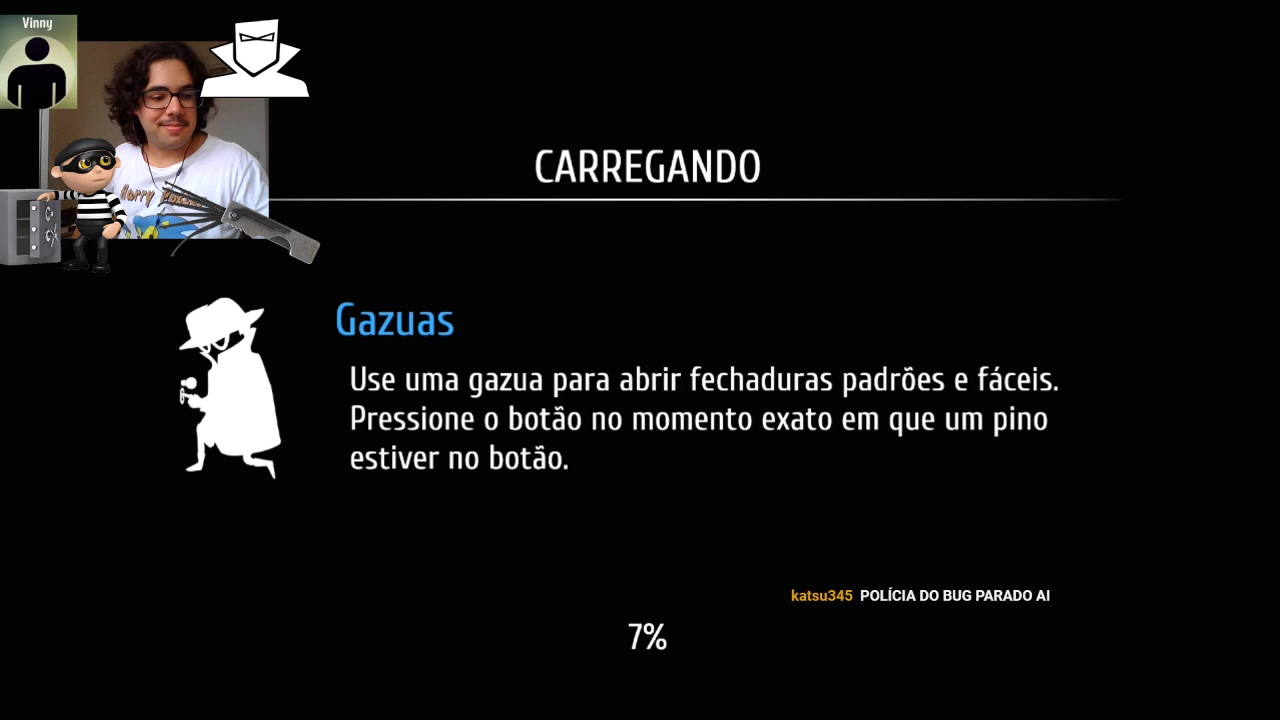 Vinny
CARREGANDO
Gazuas
Use uma gazua para abrir fechaduras padrões e fáceis.
Pressione o botão no momento exato em que um pino
estiver no botão.
katsu345 POLÍCIA DO BUG PARADO AI
7%